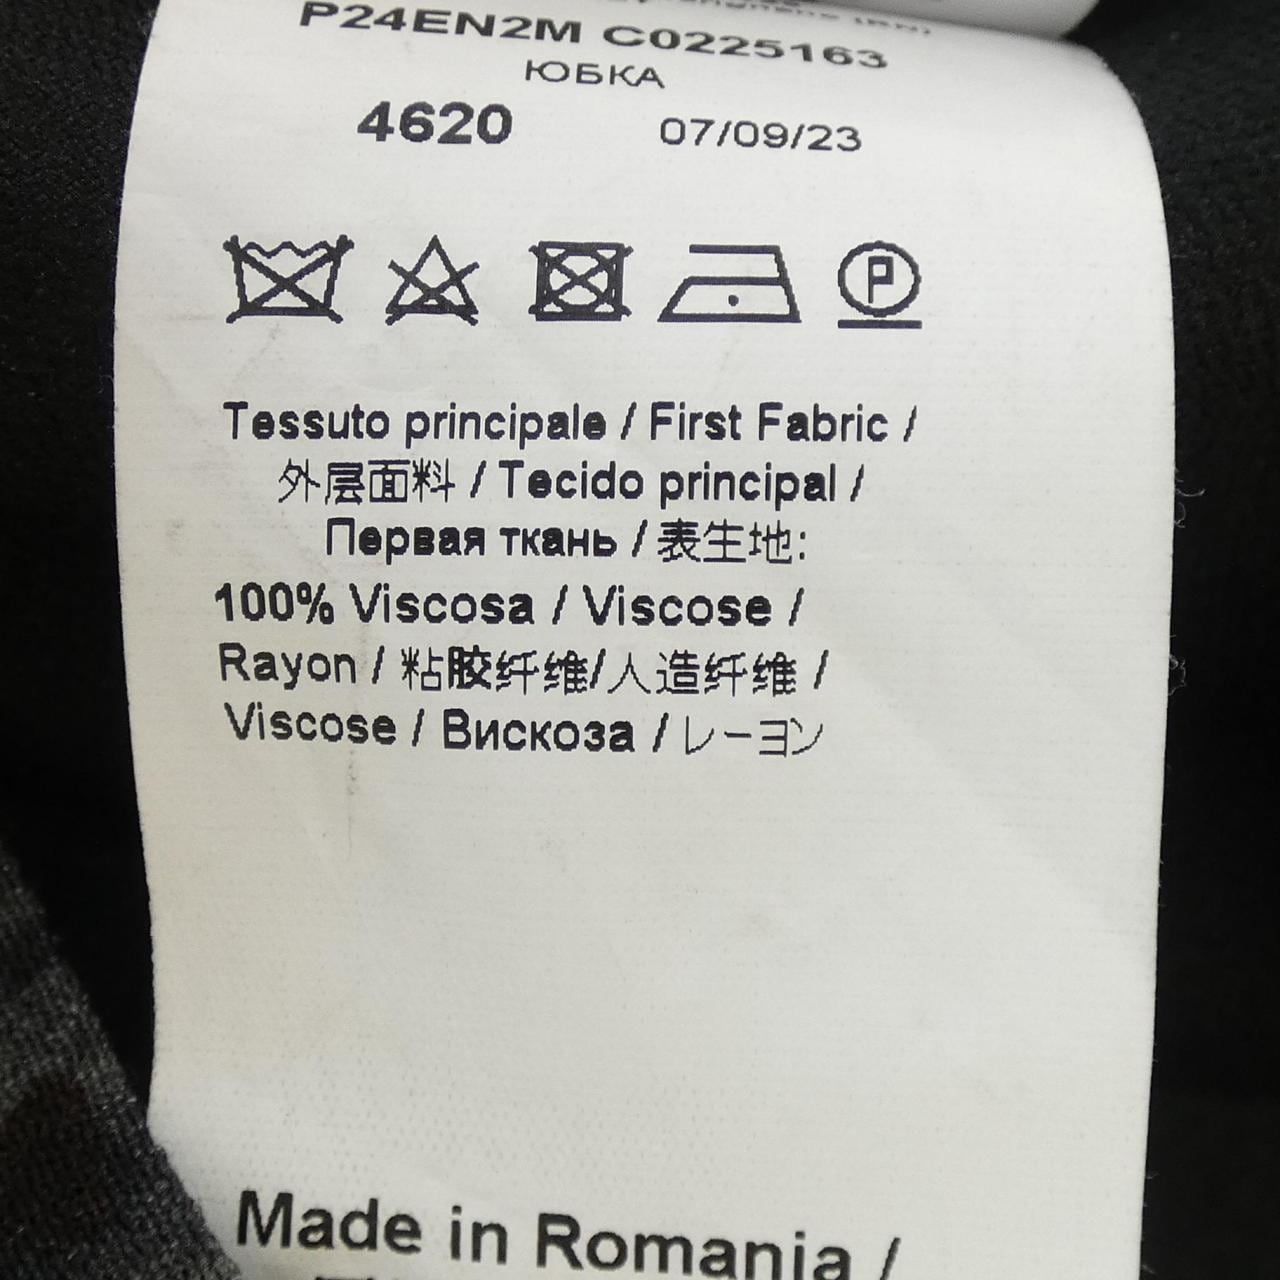 P24EN2M C0225163
ЮБКА
4620 07/09/23
P
Tessuto principale / First Fabric /
外层面料 / Tecido principal /
Первая ткань / 表生地:
100% Viscosa / Viscose /
Rayon / 粘胶纤维/人造纤维 /
Viscose / Вискоза / レーヨン
Made in Romania /